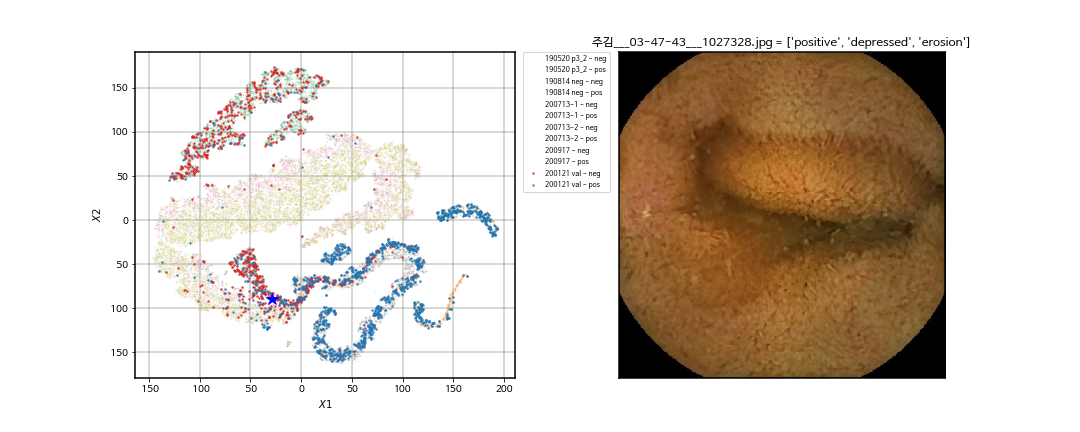 주김___03-47-43___1027328.jpg = ['positive', 'depressed', 'erosion']
190520 p3_2 − neg
190520 p3_2 − pos
190814 neg − neg
190814 neg − pos
200713−1 − neg
200713−1 − pos
200713−2 − neg
200713−2 − pos
200917 − neg
200917 − pos
200121 val − neg
200121 val − pos
X2
150
100
50
0
50
100
150
150 100 50 0 50 100 150 200
X1